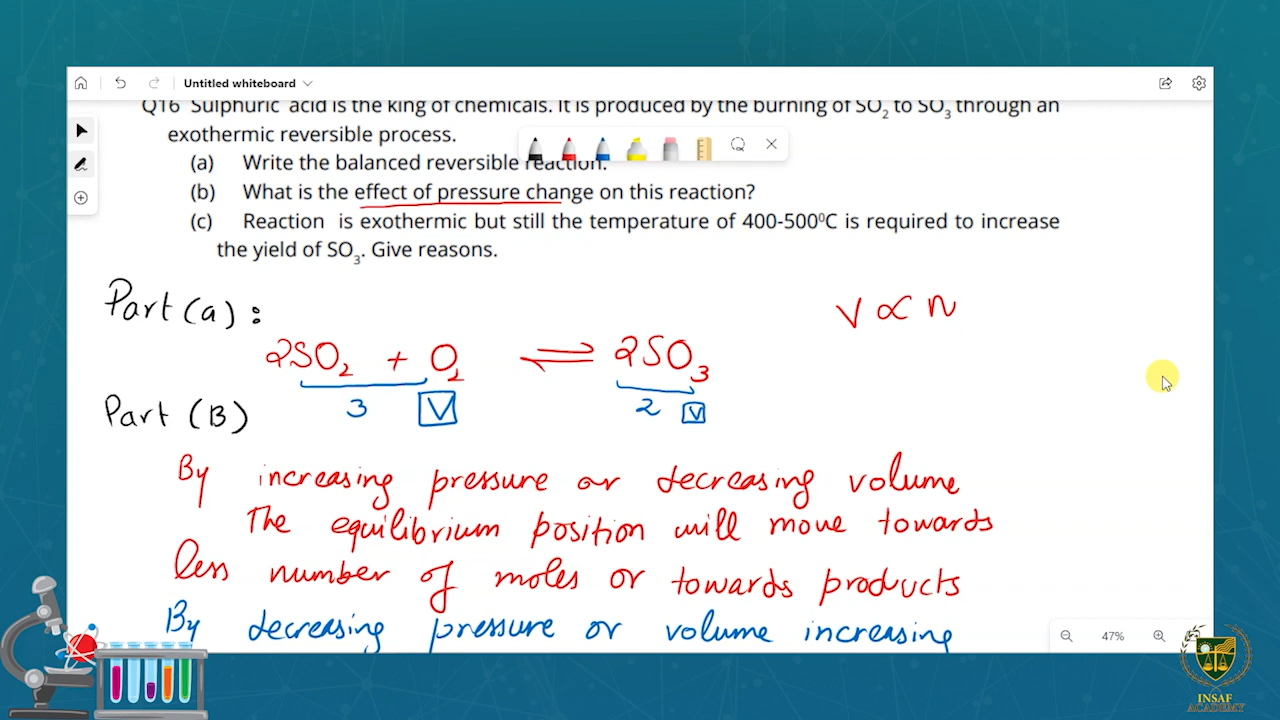 Untitled whiteboard
Q16 Sulphuric acid is the king of chemicals. It is produced by the burning of SO₂ to SO₃ through an
exothermic reversible process.
(a) Write the balanced reversible reaction.
(b) What is the effect of pressure change on this reaction?
(c) Reaction is exothermic but still the temperature of 400-500⁰C is required to increase
the yield of SO₃. Give reasons.
Part (a) :
V ∝ n
2SO₂ + O₂ ⇌ 2SO₃
3 V 2 V
Part (B)
By increasing pressure or decreasing volume
The equilibrium position will move towards
less number of moles or towards products
By decreasing pressure or volume increasing
47%
INSAF
ACADEMY